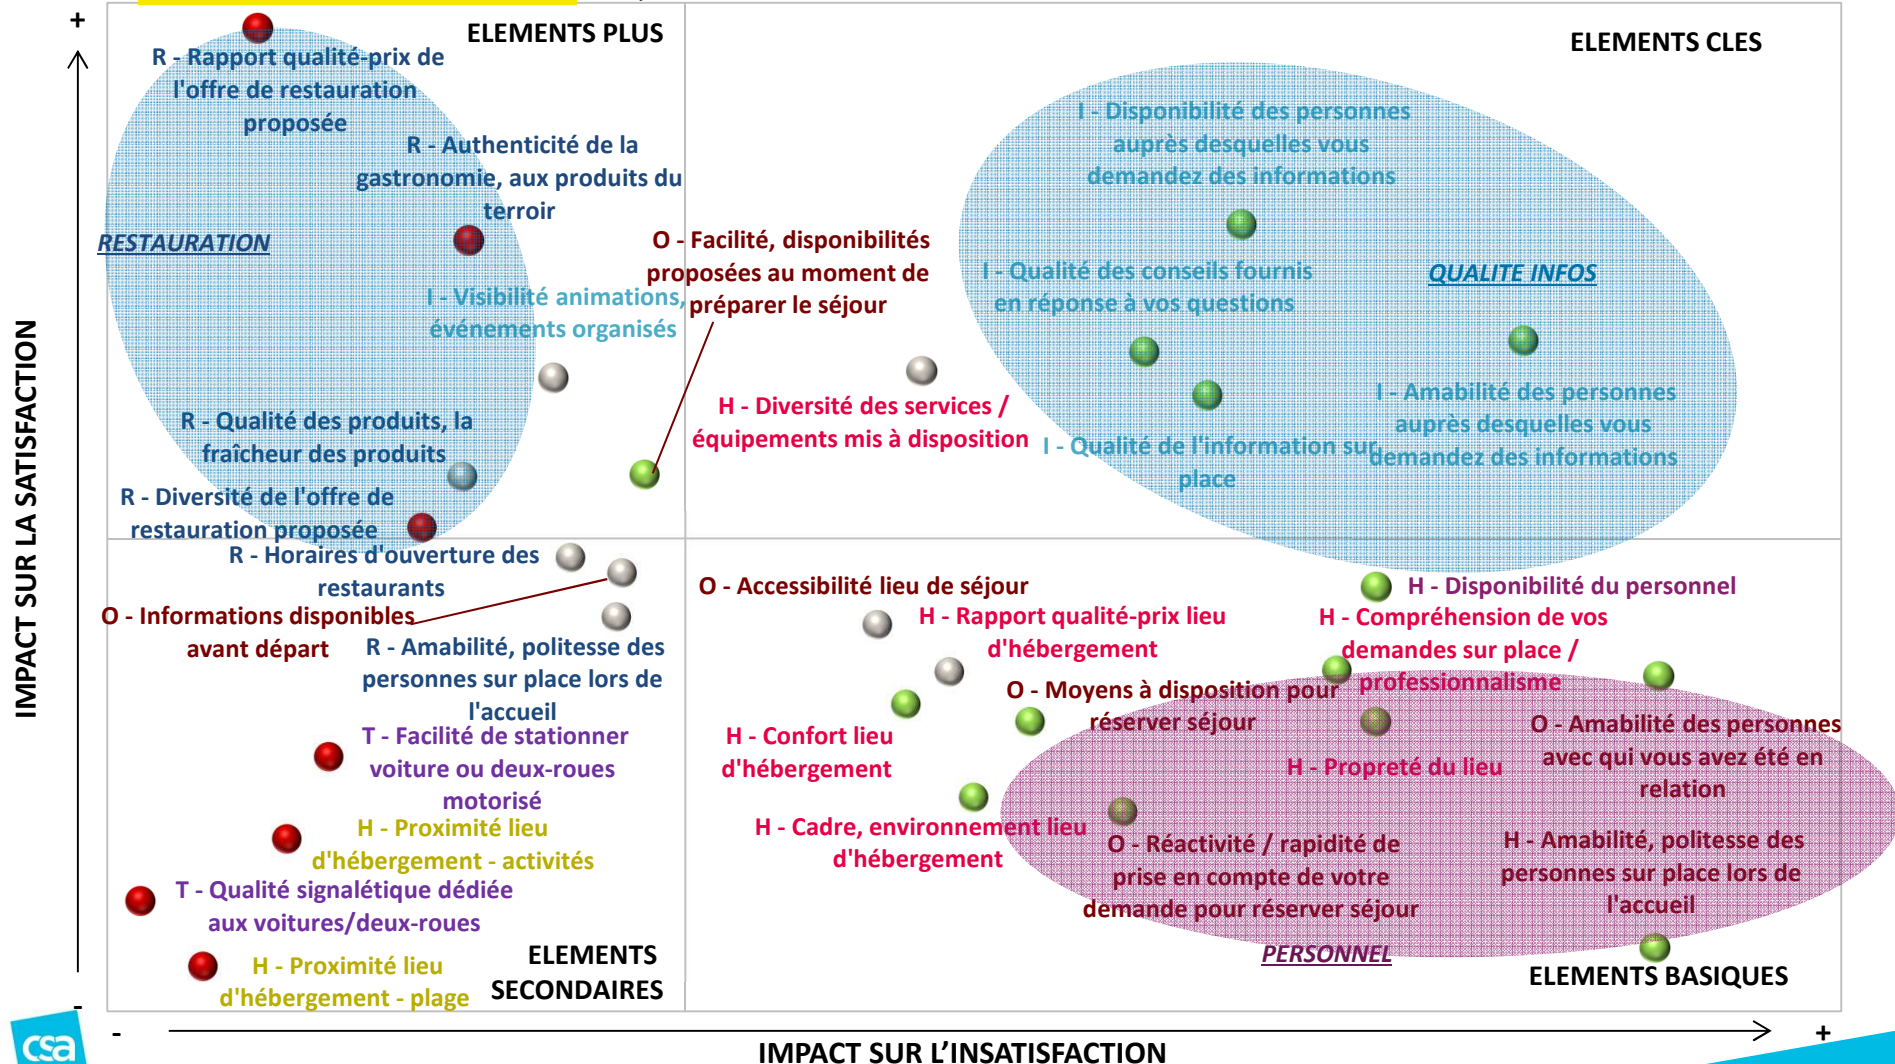 +
ELEMENTS PLUS
ELEMENTS CLES
R - Rapport qualité-prix de
l'offre de restauration
proposée
R - Authenticité de la
gastronomie, aux produits du
terroir
RESTAURATION
I - Visibilité animations,
événements organisés
O - Facilité, disponibilités
proposées au moment de
préparer le séjour
I - Disponibilité des personnes
auprès desquelles vous
demandez des informations
I - Qualité des conseils fournis
en réponse à vos questions
QUALITE INFOS
H - Diversité des services /
équipements mis à disposition
I - Qualité de l'information sur
place
I - Amabilité des personnes
auprès desquelles vous
demandez des informations
R - Qualité des produits, la
fraîcheur des produits
R - Diversité de l'offre de
restauration proposée
IMPACT SUR LA SATISFACTION
R - Horaires d'ouverture des
restaurants
O - Informations disponibles
avant départ
R - Amabilité, politesse des
personnes sur place lors de
l'accueil
T - Facilité de stationner
voiture ou deux-roues
motorisé
H - Proximité lieu
d'hébergement - activités
T - Qualité signalétique dédiée
aux voitures/deux-roues
H - Proximité lieu
d'hébergement - plage
ELEMENTS
SECONDAIRES
O - Accessibilité lieu de séjour
H - Rapport qualité-prix lieu
d'hébergement
H - Disponibilité du personnel
H - Compréhension de vos
demandes sur place /
professionnalisme
O - Moyens à disposition pour
réserver séjour
H - Confort lieu
d'hébergement
H - Propreté du lieu
O - Amabilité des personnes
avec qui vous avez été en
relation
H - Cadre, environnement lieu
d'hébergement
O - Réactivité / rapidité de
prise en compte de votre
demande pour réserver séjour
H - Amabilité, politesse des
personnes sur place lors de
l'accueil
PERSONNEL
ELEMENTS BASIQUES
-
-
+
csa
IMPACT SUR L'INSATISFACTION